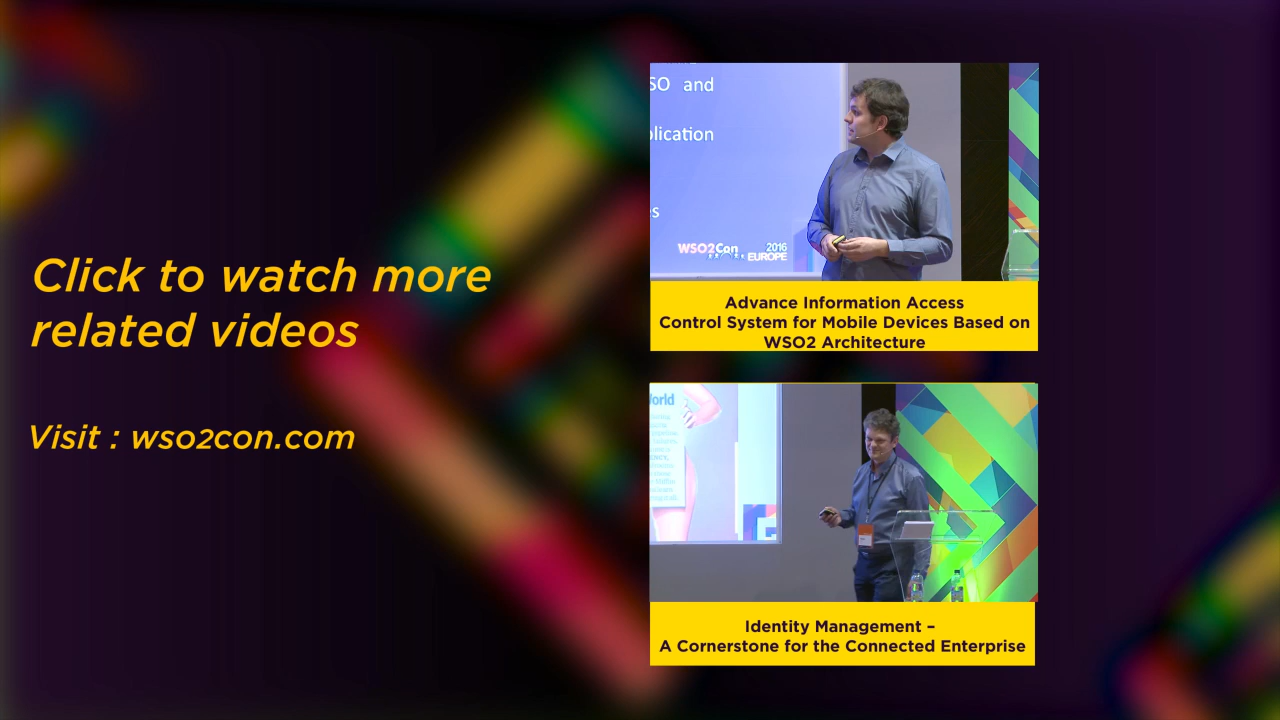 Click to watch more
related videos
Visit : wso2con.com
SO and
plication
s
WSO2Con
2016
EUROPE
Advance Information Access
Control System for Mobile Devices Based on
WSO2 Architecture
World
Identity Management –
A Cornerstone for the Connected Enterprise